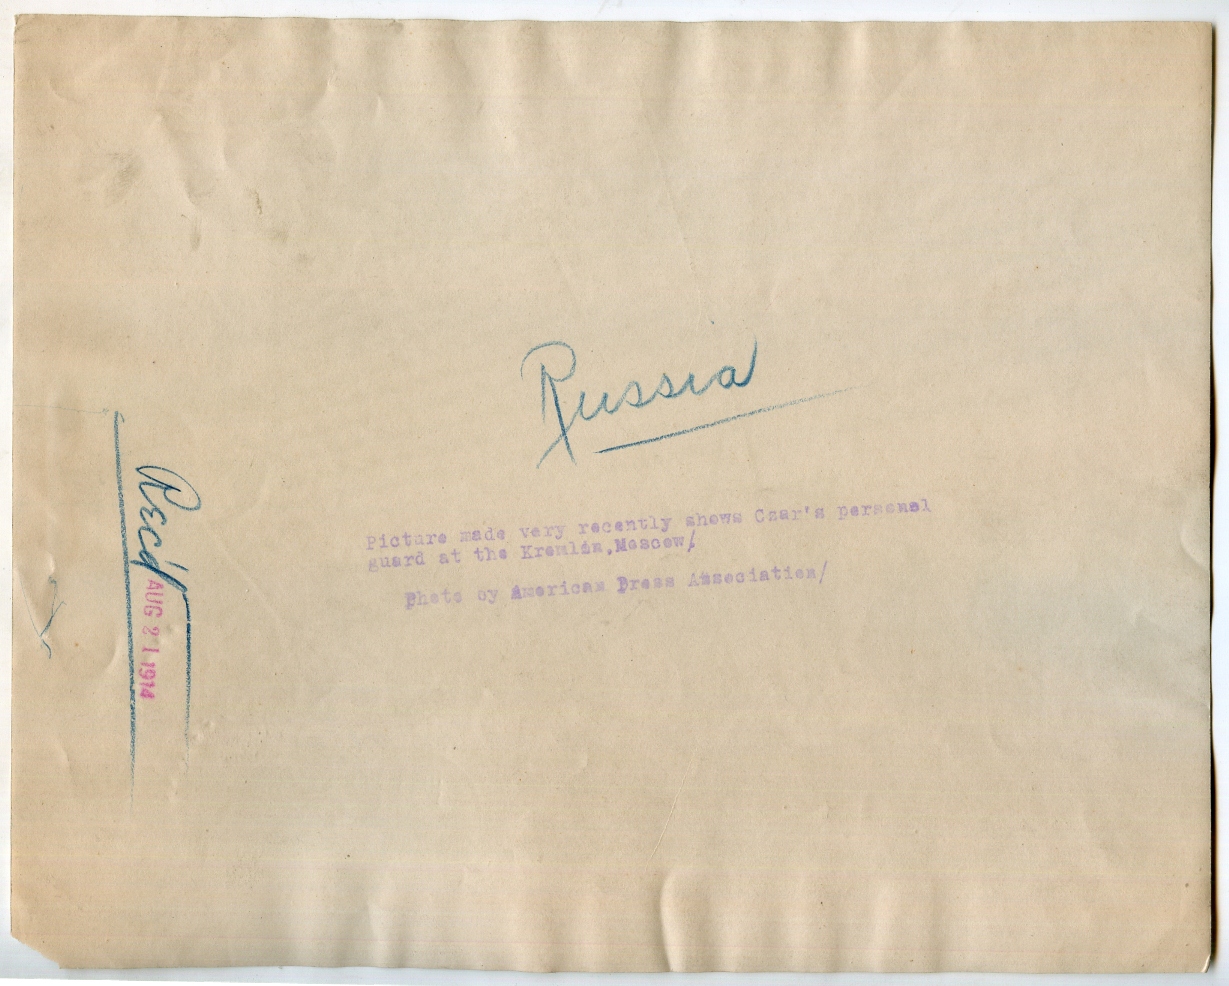 Russia
Picture made very recently shows Czar's personal
guard at the Kremlin,Moscow/.
Photo by American Press Association/
Rec'd AUG 21 1914